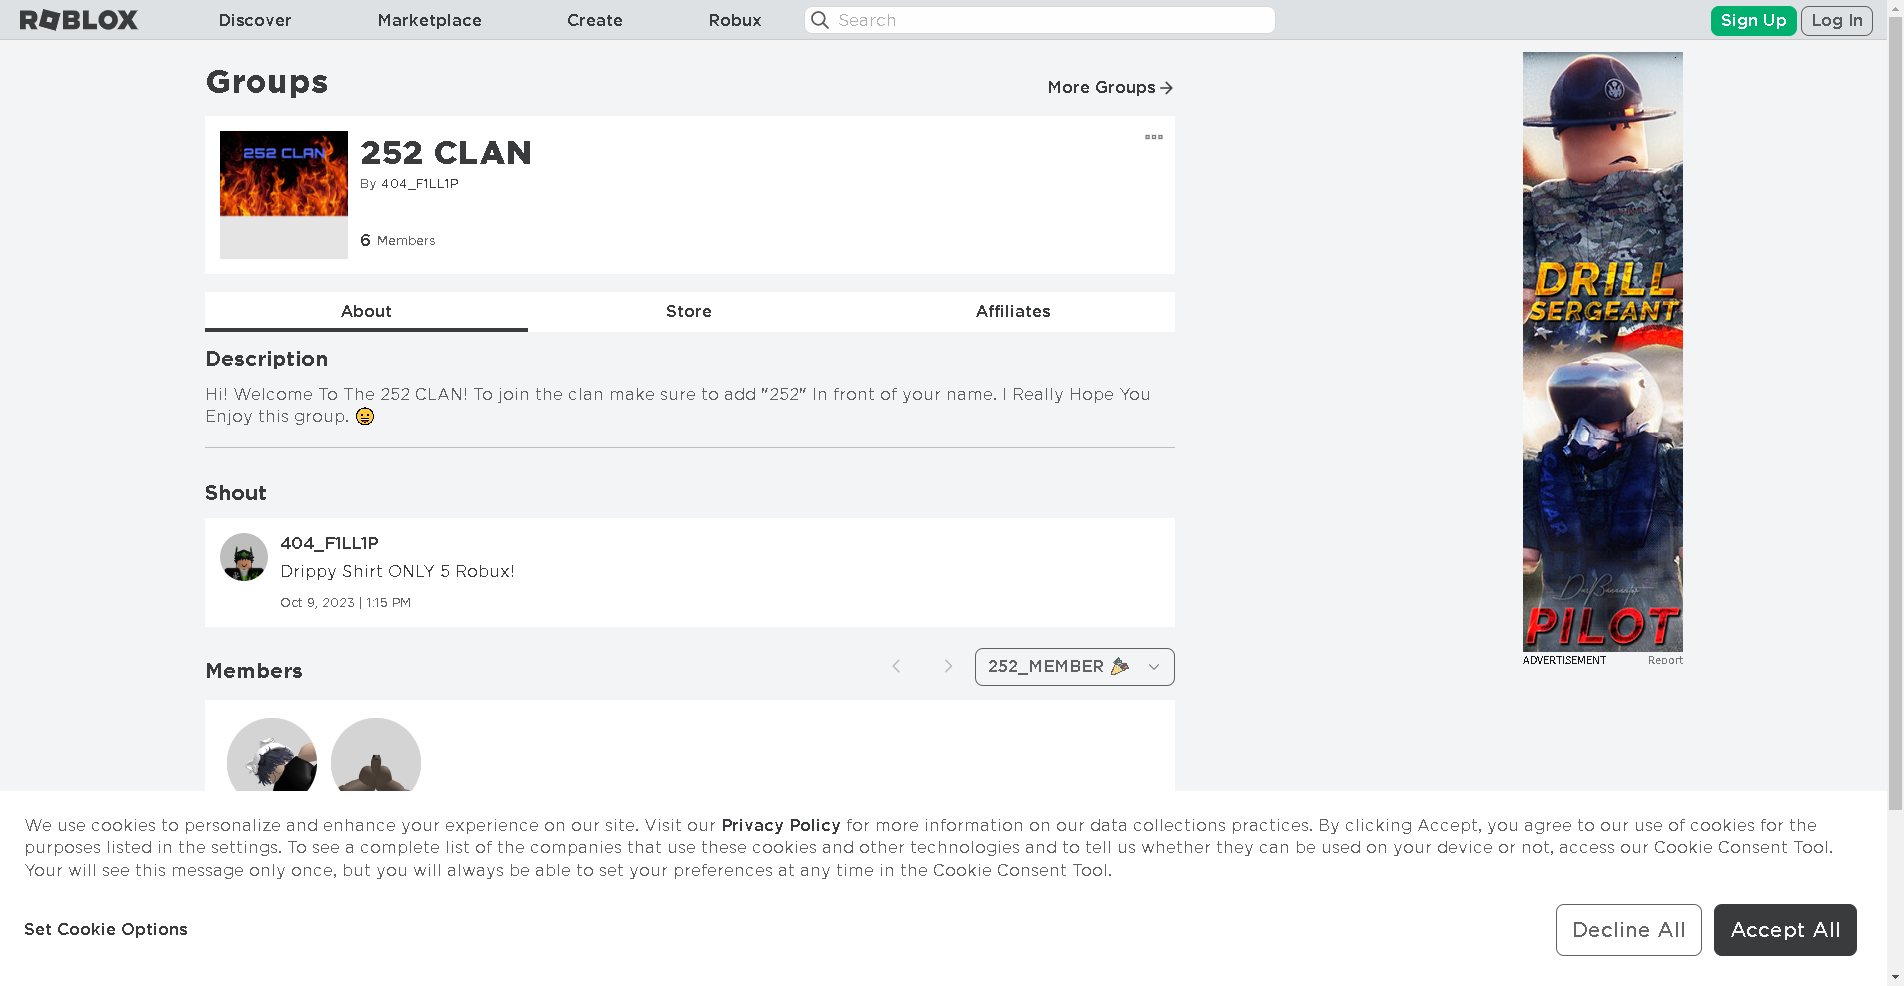 ROBLOX
Discover
Marketplace
Create
Robux
Search
Sign Up
Log In
Groups
More Groups
252 CLAN
252 CLAN
By 404_F1LL1P
6 Members
About
Store
Affiliates
Description
Hi! Welcome To The 252 CLAN! To join the clan make sure to add "252" In front of your name. I Really Hope You
Enjoy this group. 😀
Shout
404_F1LL1P
Drippy Shirt ONLY 5 Robux!
Oct 9, 2023 | 1:15 PM
Members
252_MEMBER 🎉
DRILL
SERGEANT
CAVIAR
PILOT
ADVERTISEMENT
Report
We use cookies to personalize and enhance your experience on our site. Visit our Privacy Policy for more information on our data collections practices. By clicking Accept, you agree to our use of cookies for the
purposes listed in the settings. To see a complete list of the companies that use these cookies and other technologies and to tell us whether they can be used on your device or not, access our Cookie Consent Tool.
Your will see this message only once, but you will always be able to set your preferences at any time in the Cookie Consent Tool.
Set Cookie Options
Decline All
Accept All